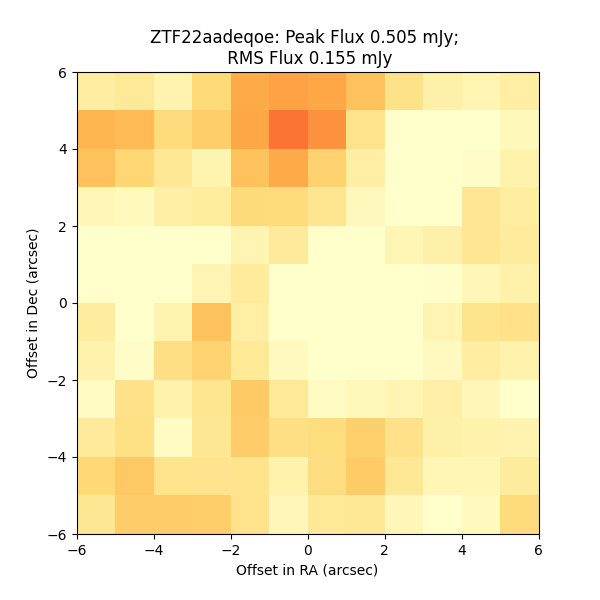 ZTF22aadeqoe: Peak Flux 0.505 mJy;
RMS Flux 0.155 mJy
6
4
2
0
−2
−4
−6
Offset in Dec (arcsec)
−6 −4 −2 0 2 4 6
Offset in RA (arcsec)